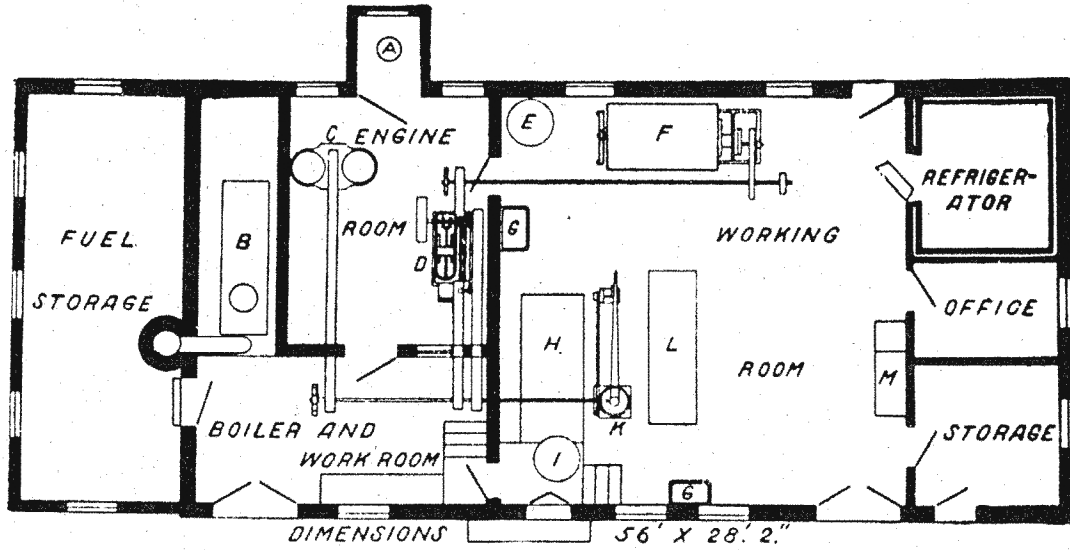 A
C
ENGINE
E
F
REFRIGER-
ATOR
FUEL
STORAGE
B
ROOM
D
G
WORKING
OFFICE
H.
L
ROOM
M
K
BOILER AND
WORK ROOM
I
STORAGE
G
DIMENSIONS 56' X 28'. 2."